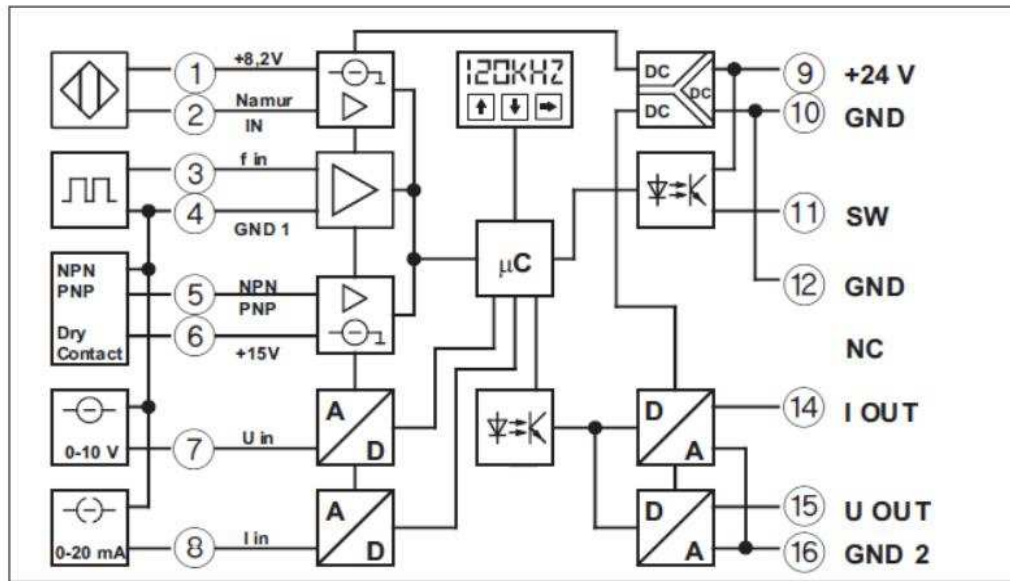 1 +8,2V
2 Namur
IN
3 f in
4 GND 1
NPN
PNP
Dry
Contact
5 NPN
PNP
6 +15V
0-10 V
7 U in
0-20 mA
8 I in
A
D
A
D
120KHZ
µC
DC
DC
DC
9 +24 V
10 GND
11 SW
12 GND
NC
D
A
14 I OUT
D
A
15 U OUT
16 GND 2